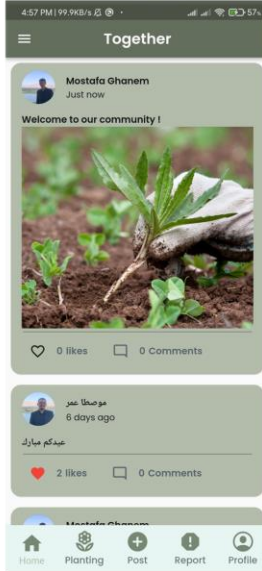 4:57 PM | 99.9KB/s
57%
Together
Mostafa Ghanem
Just now
Welcome to our community !
0 likes
0 Comments
موصطا عمر
6 days ago
عيدكم مبارك
2 likes
0 Comments
Mostafa Ghanem
Home Planting Post Report Profile